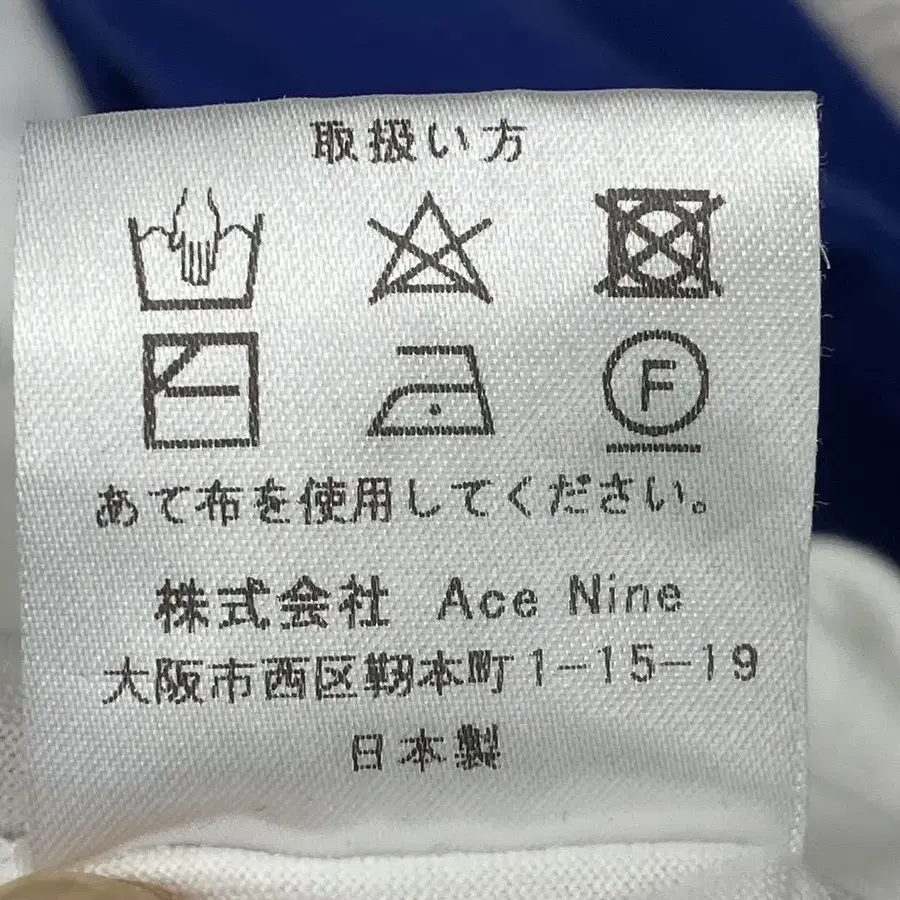 取扱い方
F
あて布を使用してください。
株式会社 Ace Nine
大阪市西区靭本町1-15-19
日本製